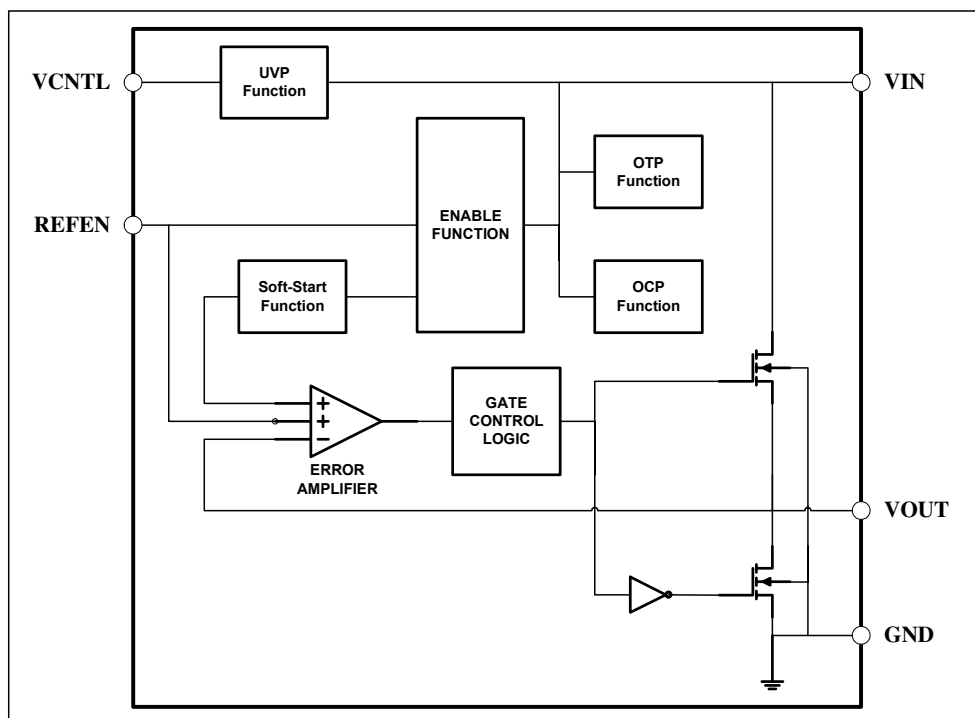 UVP
Function
VCNTL
VIN
OTP
Function
REFEN
ENABLE
FUNCTION
Soft-Start
Function
OCP
Function
+
+
-
ERROR
AMPLIFIER
GATE
CONTROL
LOGIC
VOUT
GND